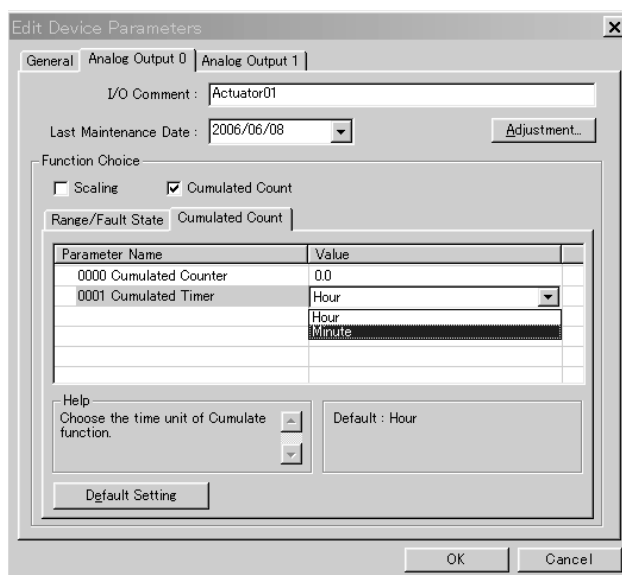 Edit Device Parameters
General Analog Output 0 Analog Output 1
I/O Comment : Actuator01
Last Maintenance Date : 2006/06/08 Adjustment...
Function Choice
Scaling Cumulated Count
Range/Fault State Cumulated Count
Parameter Name Value
0000 Cumulated Counter 0.0
0001 Cumulated Timer Hour
Hour
Minute
Help
Choose the time unit of Cumulate
function.
Default : Hour
Default Setting
OK Cancel